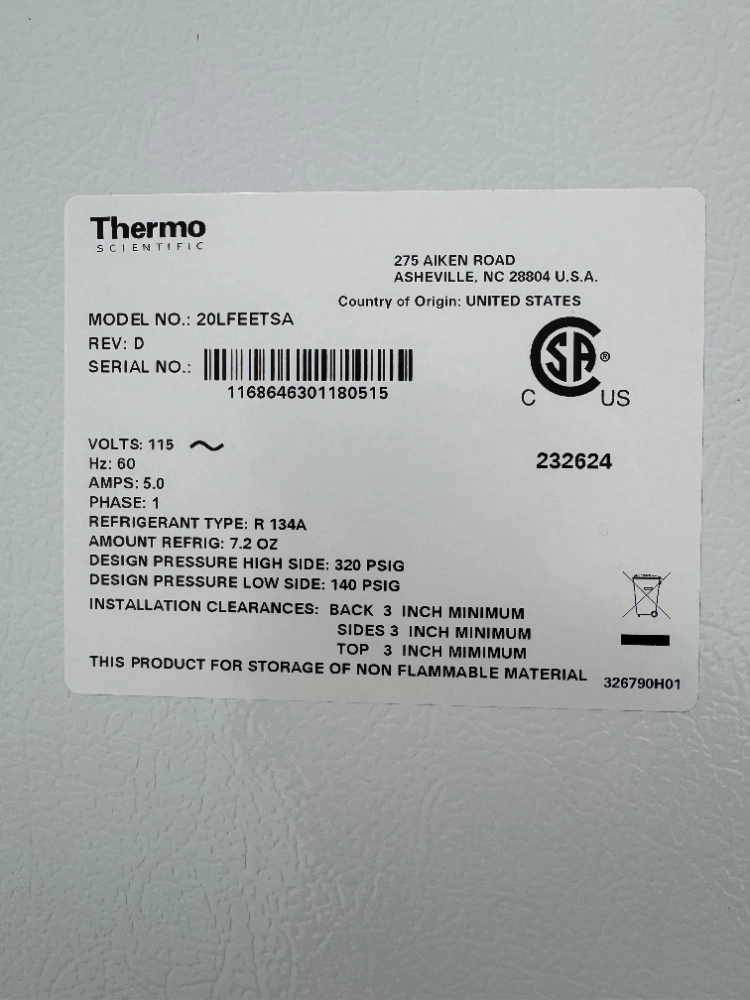 Thermo
SCIENTIFIC
275 AIKEN ROAD
ASHEVILLE, NC 28804 U.S.A.
Country of Origin: UNITED STATES
MODEL NO.: 20LFEETSA
REV: D
SERIAL NO.:
1168646301180515
SA ®
C US
VOLTS: 115 ~
Hz: 60
232624
AMPS: 5.0
PHASE: 1
REFRIGERANT TYPE: R 134A
AMOUNT REFRIG: 7.2 OZ
DESIGN PRESSURE HIGH SIDE: 320 PSIG
DESIGN PRESSURE LOW SIDE: 140 PSIG
INSTALLATION CLEARANCES: BACK 3 INCH MINIMUM
SIDES 3 INCH MINIMUM
TOP 3 INCH MIMIMUM
THIS PRODUCT FOR STORAGE OF NON FLAMMABLE MATERIAL
326790H01